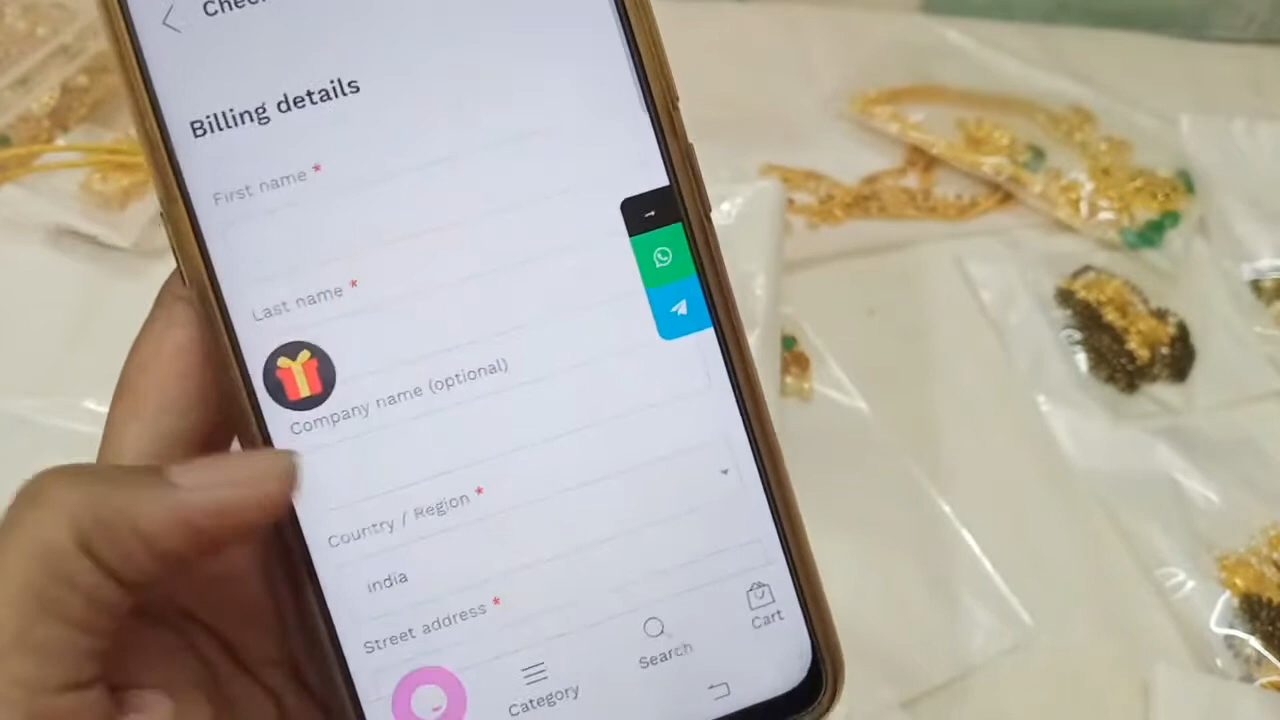 Billing details
First name *
Last name *
Company name (optional)
Country / Region *
India
Street address *
Category
Search
Cart